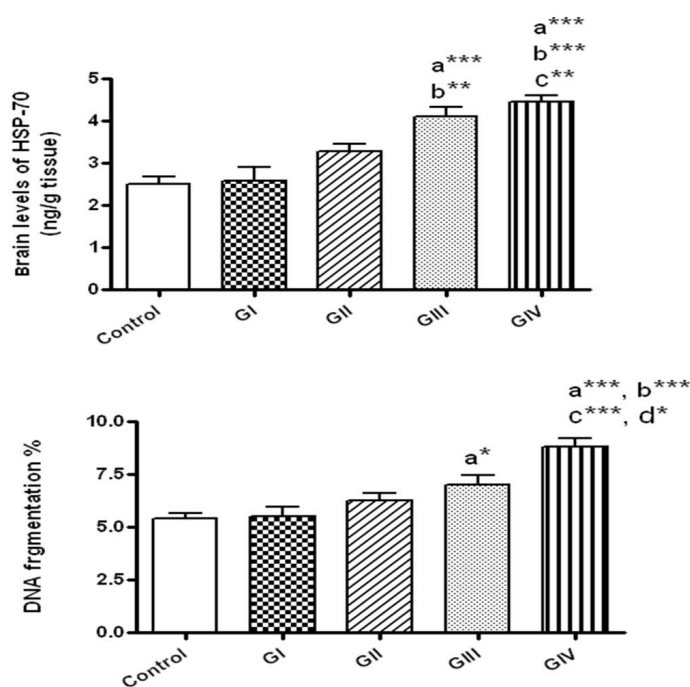 a***
b***
c**
a***
b**
Brain levels of HSP-70
(ng/g tissue)
5
4
3
2
1
0
Control
GI
GII
GIII
GIV
a***, b***
c***, d*
a*
DNA frgmentation %
10.0
7.5
5.0
2.5
0.0
Control
GI
GII
GIII
GIV